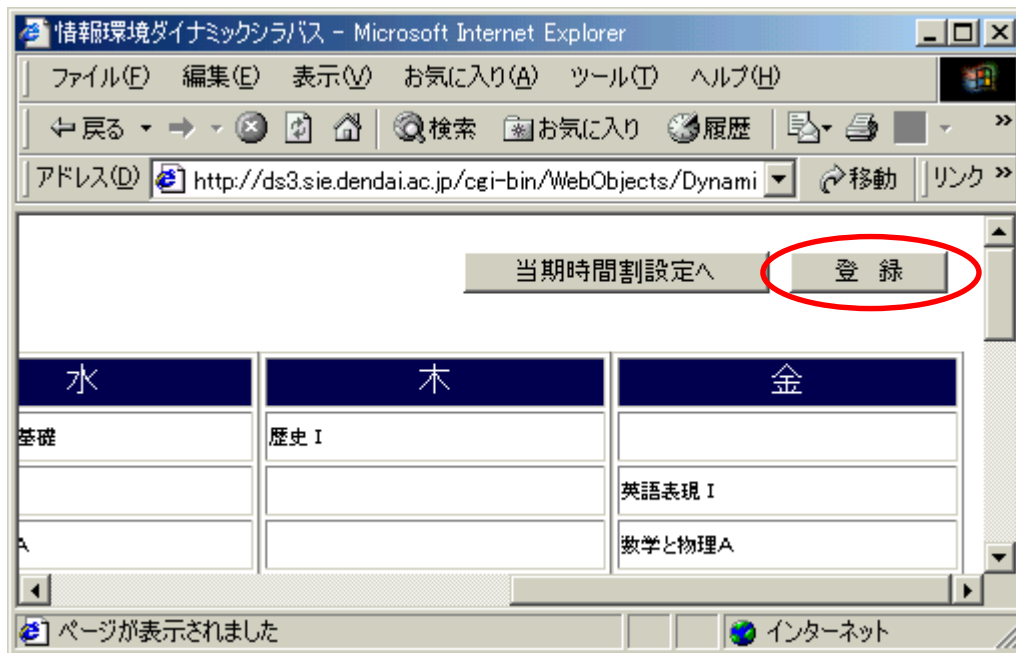 情報環境ダイナミックシラバス - Microsoft Internet Explorer
ファイル(F) 編集(E) 表示(V) お気に入り(A) ツール(T) ヘルプ(H)
戻る 検索 お気に入り 履歴 »
アドレス(D) http://ds3.sie.dendai.ac.jp/cgi-bin/WebObjects/Dynami 移動 リンク »
当期時間割設定へ 登 録
水 木 金
基礎 歴史 I
英語表現 I
A 数学と物理A
ページが表示されました インターネット